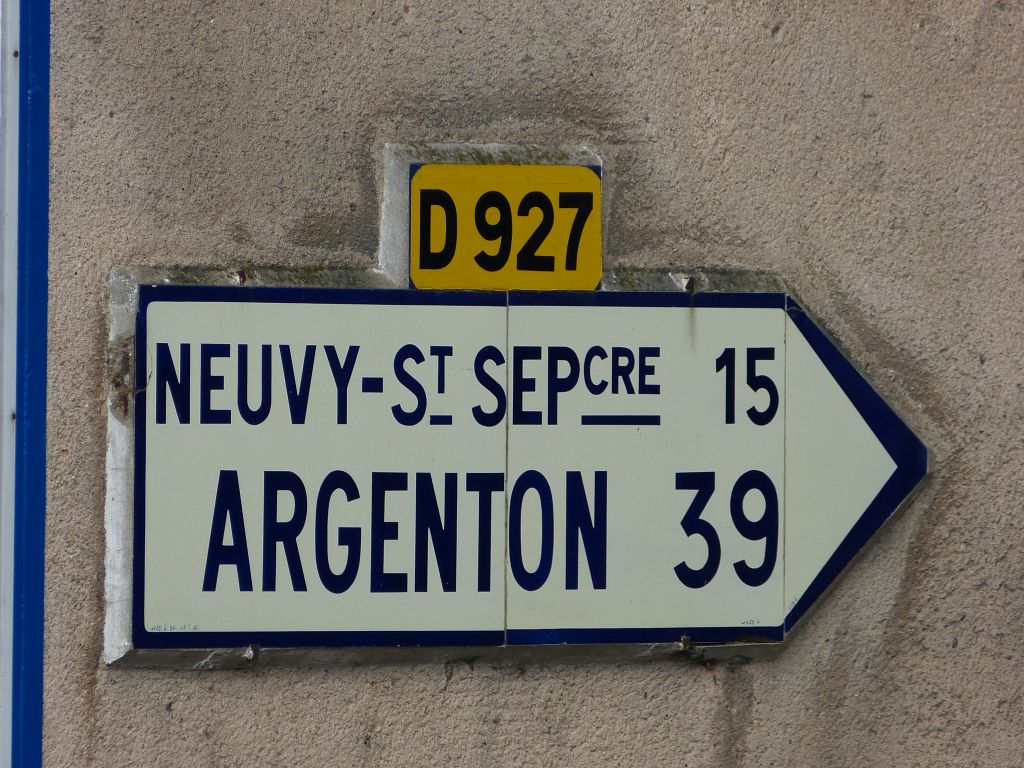 D 927
NEUVY-ST SEPCRE 15
ARGENTON 39